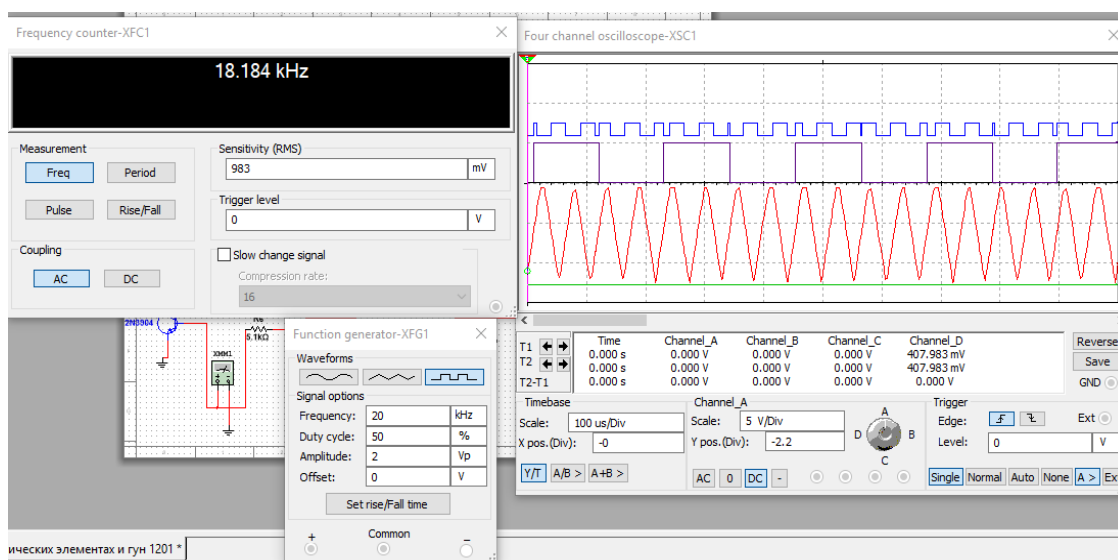 Frequency counter-XFC1
18.184 kHz
Measurement
Freq
Period
Pulse
Rise/Fall
Coupling
AC
DC
Sensitivity (RMS)
983
mV
Trigger level
0
V
Slow change signal
Compression rate:
16
Four channel oscilloscope-XSC1
T1
T2
T2-T1
Time Channel_A Channel_B Channel_C Channel_D
0.000 s 0.000 V 0.000 V 0.000 V 407.983 mV
0.000 s 0.000 V 0.000 V 0.000 V 407.983 mV
0.000 s 0.000 V 0.000 V 0.000 V 0.000 V
Reverse
Save
GND
Timebase
Scale: 100 us/Div
X pos.(Div): -0
Y/T A/B > A+B >
Channel_A
Scale: 5 V/Div
Y pos.(Div): -2.2
AC 0 DC -
A
B
C
D
Trigger
Edge:
Ext
Level: 0 V
Single Normal Auto None A > Ex
2N3904
5.1kΩ
XMM1
Function generator-XFG1
Waveforms
Signal options
Frequency: 20 kHz
Duty cycle: 50 %
Amplitude: 2 Vp
Offset: 0 V
Set rise/Fall time
+
Common
–
ических элементах и гун 1201 *